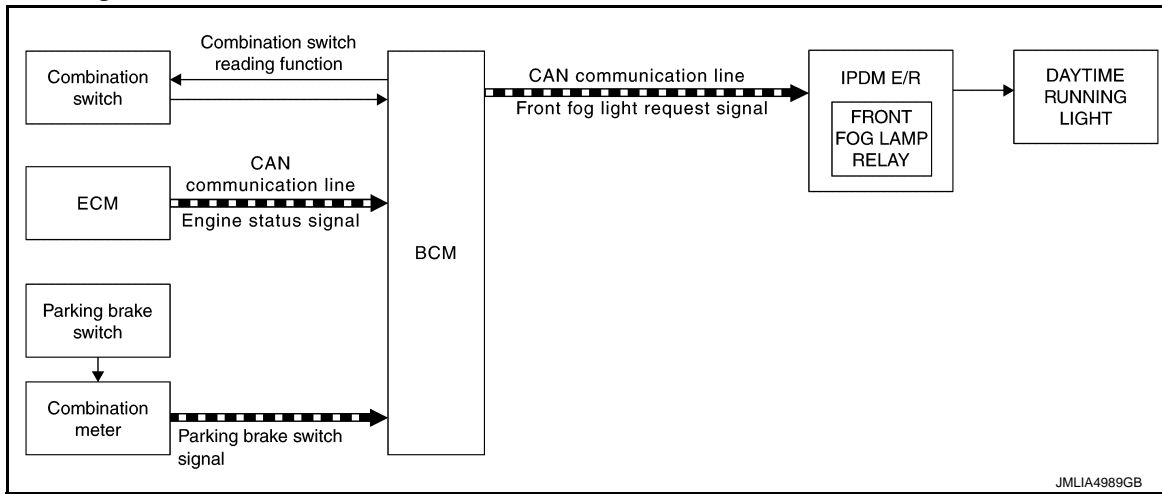 Combination switch
reading function
Combination
switch
CAN communication line
Front fog light request signal
IPDM E/R
FRONT
FOG LAMP
RELAY
DAYTIME
RUNNING
LIGHT
CAN
communication line
ECM
Engine status signal
BCM
Parking brake
switch
Combination
meter
Parking brake switch
signal
JMLIA4989GB